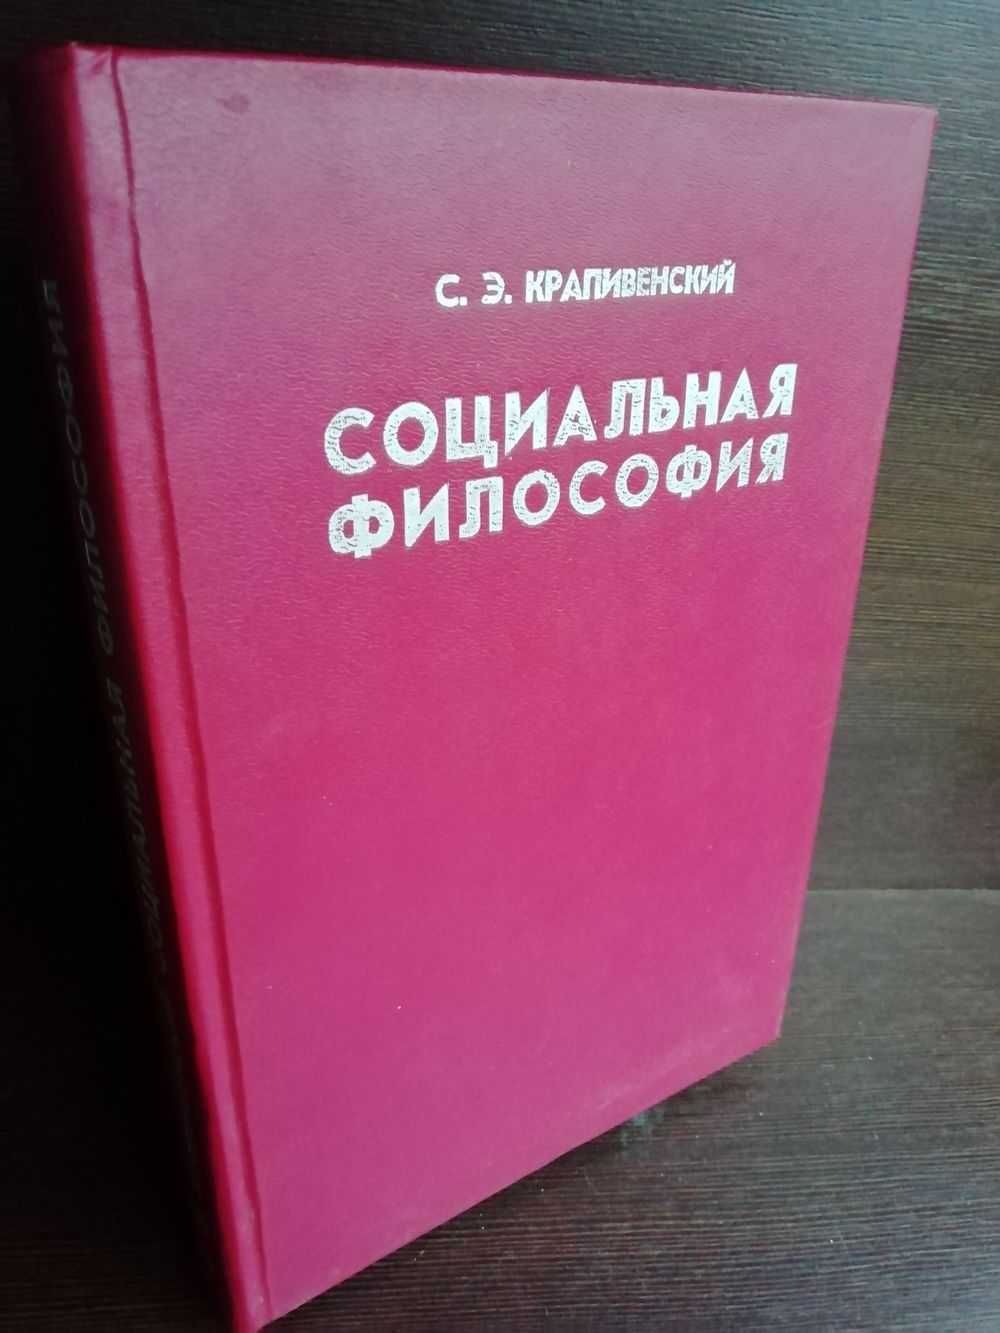 С. Э. КРАПИВЕНСКИЙ
СОЦИАЛЬНАЯ
ФИЛОСОФИЯ
СОЦИАЛЬНАЯ ФИЛОСОФИЯ